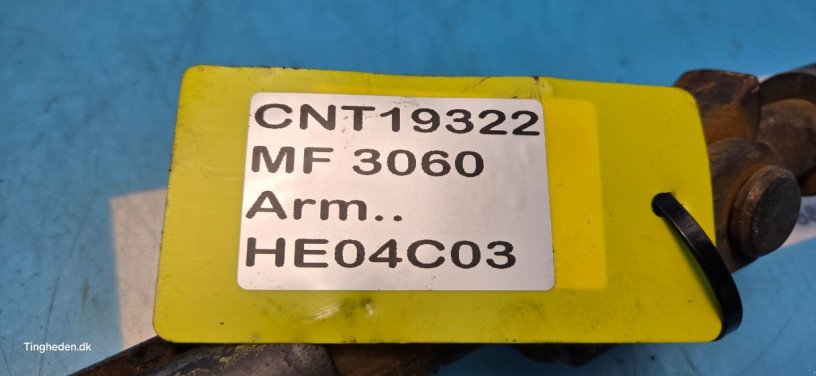 CNT19322
MF 3060
Arm..
HE04C03
Tingheden.dk